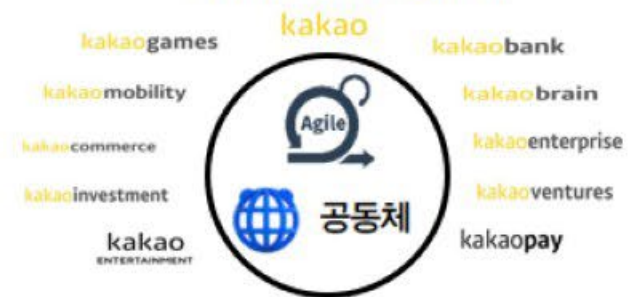 kakao
kakaogames
kakaobank
kakaomobility
kakaobrain
Agile
kakaocommerce
kakaoenterprise
kakaoinvestment
kakaoventures
공동체
kakao
ENTERTAINMENT
kakaopay